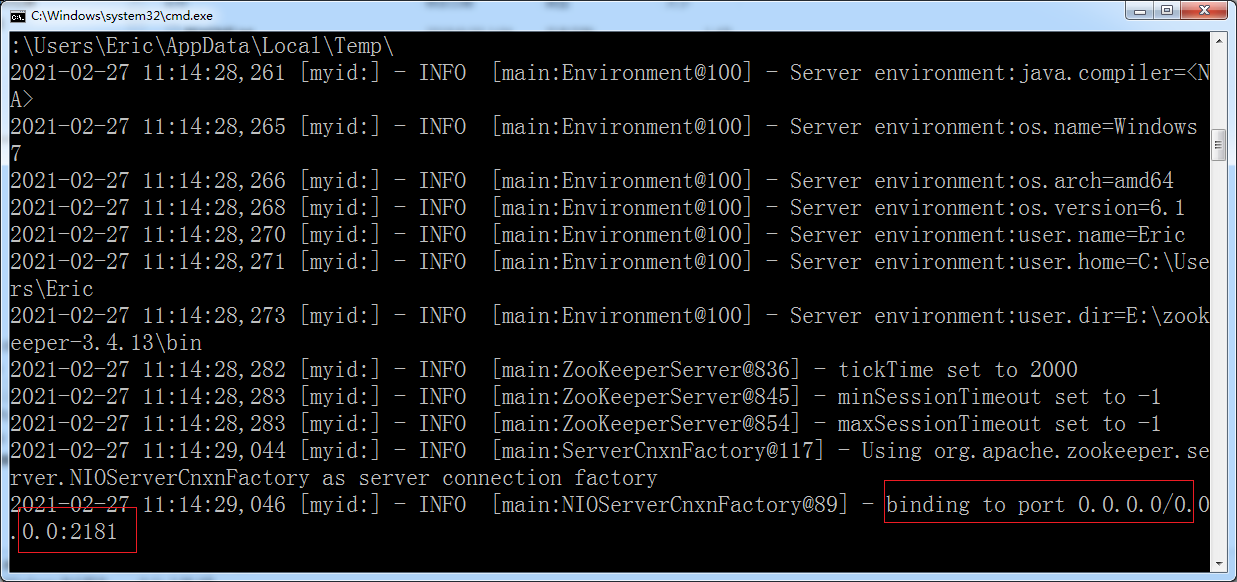 C:\Windows\system32\cmd.exe
:\Users\Eric\AppData\Local\Temp\
2021-02-27 11:14:28,261 [myid:] - INFO  [main:Environment@100] - Server environment:java.compiler=<N
A>
2021-02-27 11:14:28,265 [myid:] - INFO  [main:Environment@100] - Server environment:os.name=Windows
7
2021-02-27 11:14:28,266 [myid:] - INFO  [main:Environment@100] - Server environment:os.arch=amd64
2021-02-27 11:14:28,268 [myid:] - INFO  [main:Environment@100] - Server environment:os.version=6.1
2021-02-27 11:14:28,270 [myid:] - INFO  [main:Environment@100] - Server environment:user.name=Eric
2021-02-27 11:14:28,271 [myid:] - INFO  [main:Environment@100] - Server environment:user.home=C:\Use
rs\Eric
2021-02-27 11:14:28,273 [myid:] - INFO  [main:Environment@100] - Server environment:user.dir=E:\zook
eeper-3.4.13\bin
2021-02-27 11:14:28,282 [myid:] - INFO  [main:ZooKeeperServer@836] - tickTime set to 2000
2021-02-27 11:14:28,283 [myid:] - INFO  [main:ZooKeeperServer@845] - minSessionTimeout set to -1
2021-02-27 11:14:28,283 [myid:] - INFO  [main:ZooKeeperServer@854] - maxSessionTimeout set to -1
2021-02-27 11:14:29,044 [myid:] - INFO  [main:ServerCnxnFactory@117] - Using org.apache.zookeeper.se
rver.NIOServerCnxnFactory as server connection factory
2021-02-27 11:14:29,046 [myid:] - INFO  [main:NIOServerCnxnFactory@89] - binding to port 0.0.0.0/0.0
.0.0:2181